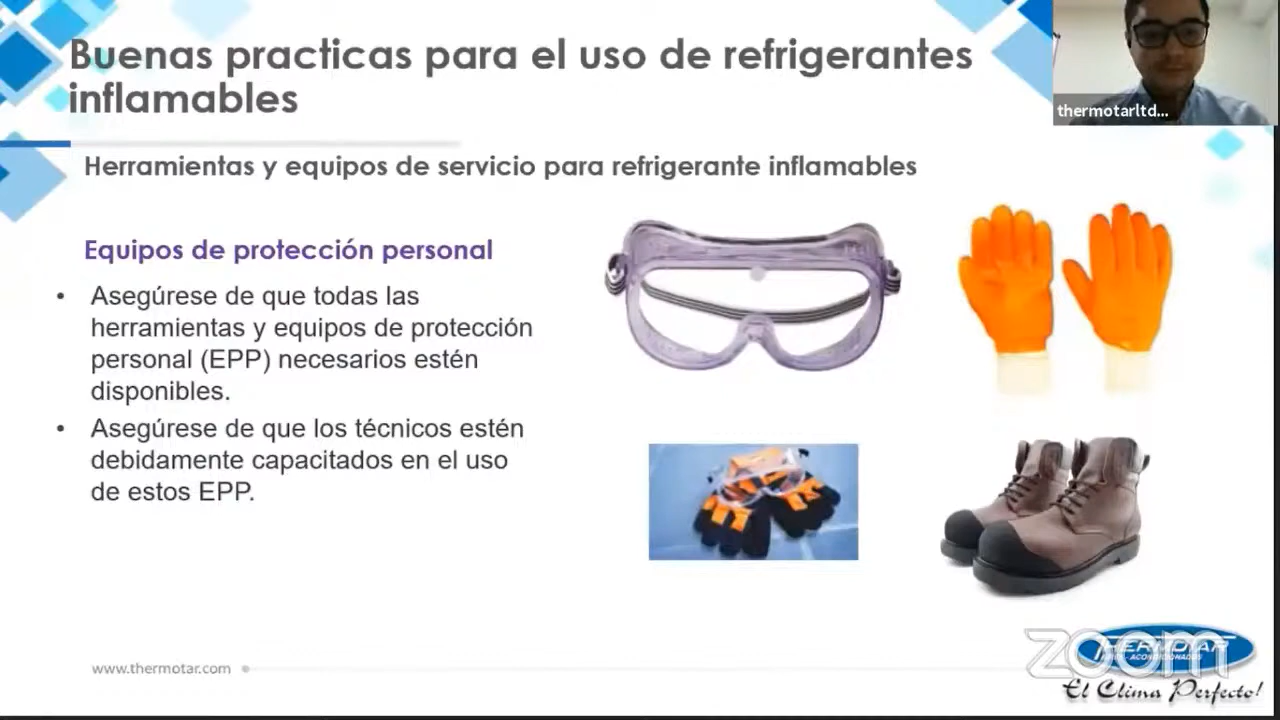 Buenas practicas para el uso de refrigerantes
inflamables
thermotarltd...
Herramientas y equipos de servicio para refrigerante inflamables
Equipos de protección personal
• Asegúrese de que todas las
herramientas y equipos de protección
personal (EPP) necesarios estén
disponibles.
• Asegúrese de que los técnicos estén
debidamente capacitados en el uso
de estos EPP.
www.thermotar.com
zoom
THERMOTAR
El Clima Perfecto!